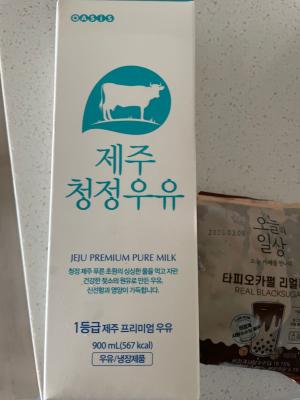 OASIS
제주
청정우유
JEJU PREMIUM PURE MILK
청정 제주 푸른 초원의 싱싱한 풀을 먹고 자란
건강한 젖소의 원유로 만든 우유.
신선함과 영양이 가득합니다.
1등급 제주 프리미엄 우유
900 mL(567 kcal)
우유/냉장제품
오늘의
일상
타피오카펄 리얼
REAL BLACKSUGA